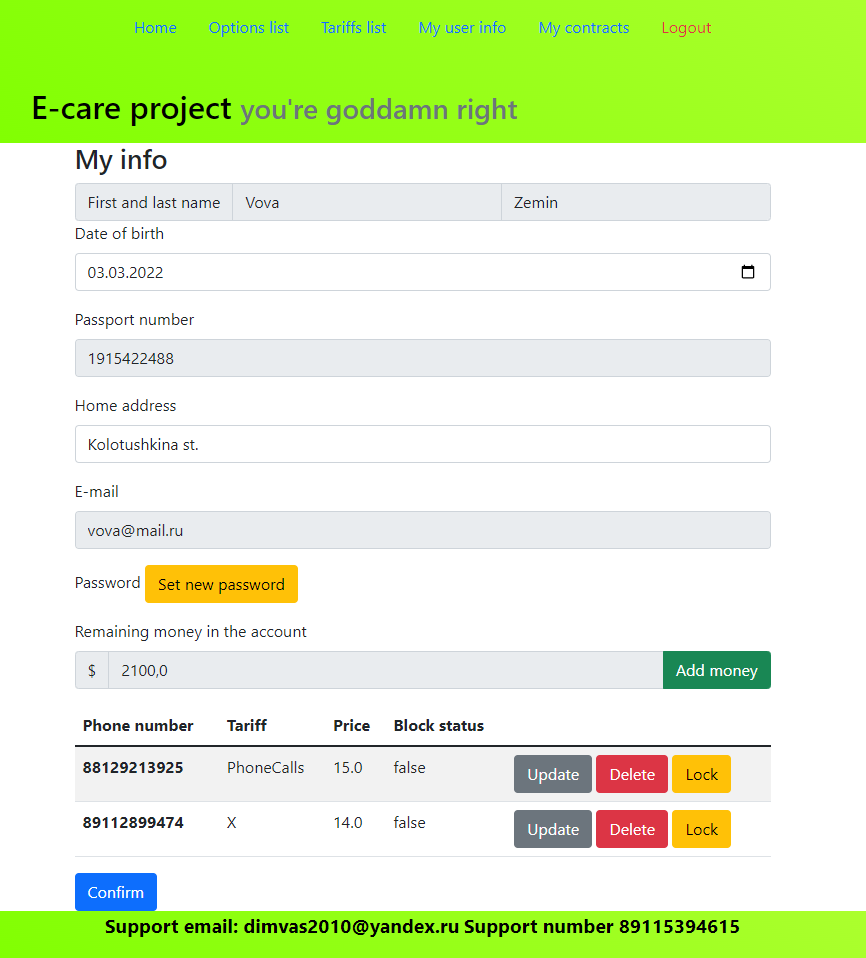 Home Options list Tariffs list My user info My contracts Logout
E-care project you're goddamn right
My info
First and last name Vova Zemin
Date of birth
03.03.2022
Passport number
1915422488
Home address
Kolotushkina st.
E-mail
vova@mail.ru
Password Set new password
Remaining money in the account
$ 2100,0 Add money
Phone number Tariff Price Block status
88129213925 PhoneCalls 15.0 false Update Delete Lock
89112899474 X 14.0 false Update Delete Lock
Confirm
Support email: dimvas2010@yandex.ru Support number 89115394615